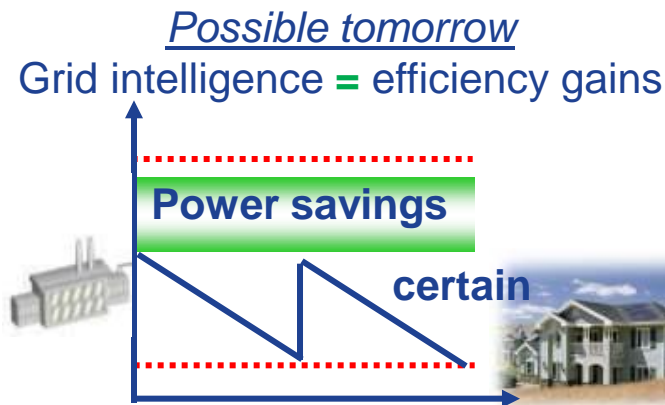 Possible tomorrow
Grid intelligence = efficiency gains
Power savings
certain